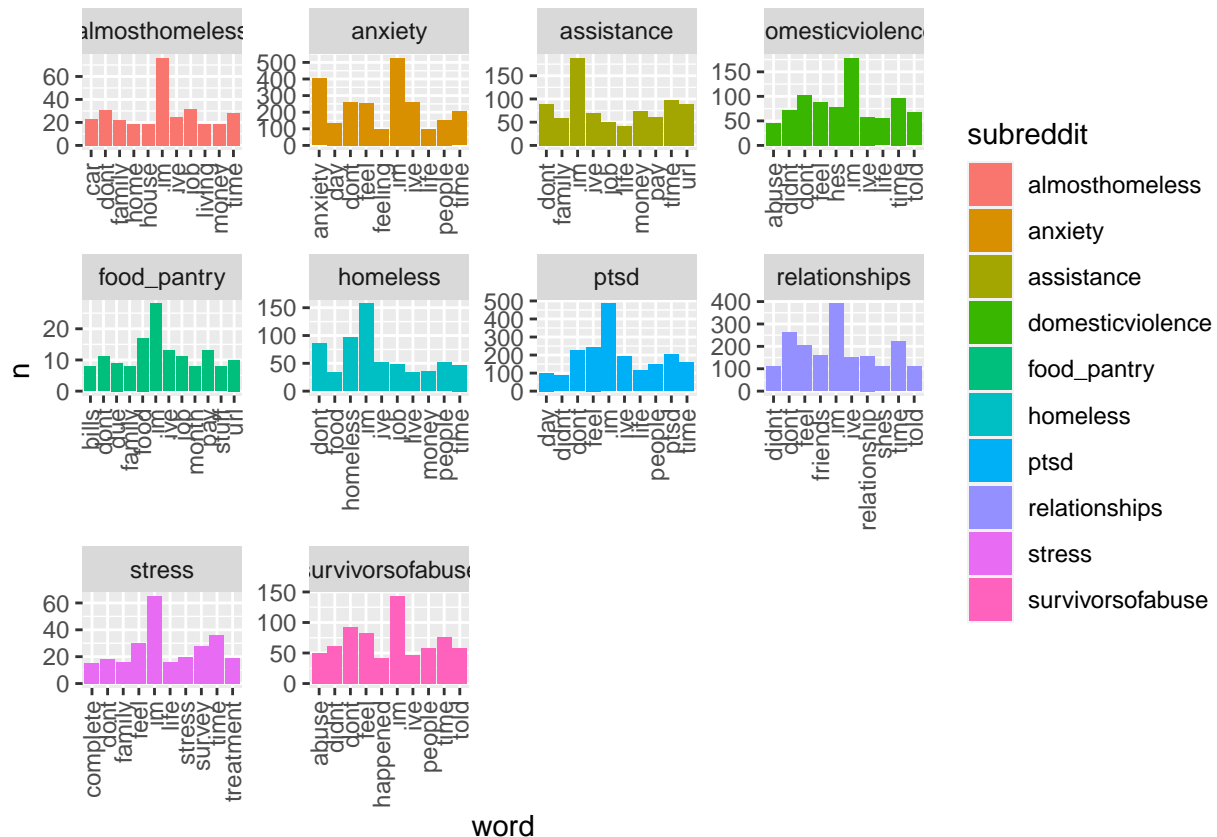 almosthomeless
60
40
20
0
car
dont
family
home
house
im
ive
job
living
money
time
anxiety
500
400
300
200
100
0
anxiety
day
dont
feel
feeling
im
ive
life
people
time
assistance
150
100
50
0
dont
family
im
ive
job
life
money
pay
time
url
omesticviolenc
150
100
50
0
abuse
didnt
dont
feel
hes
im
ive
life
time
told
food_pantry
20
10
0
bills
dont
due
family
food
im
ive
job
month
pay
stuff
url
homeless
150
100
50
0
dont
food
homeless
im
ive
job
live
money
people
time
ptsd
500
400
300
200
100
0
day
didnt
dont
feel
im
ive
life
people
ptsd
time
relationships
400
300
200
100
0
didnt
dont
feel
friends
im
ive
relationship
shes
time
told
stress
60
40
20
0
complete
dont
family
feel
im
life
stress
survey
time
treatment
survivorsofabuse
150
100
50
0
abuse
didnt
dont
feel
happened
im
ive
people
time
told
n
word
subreddit
almosthomeless
anxiety
assistance
domesticviolence
food_pantry
homeless
ptsd
relationships
stress
survivorsofabuse